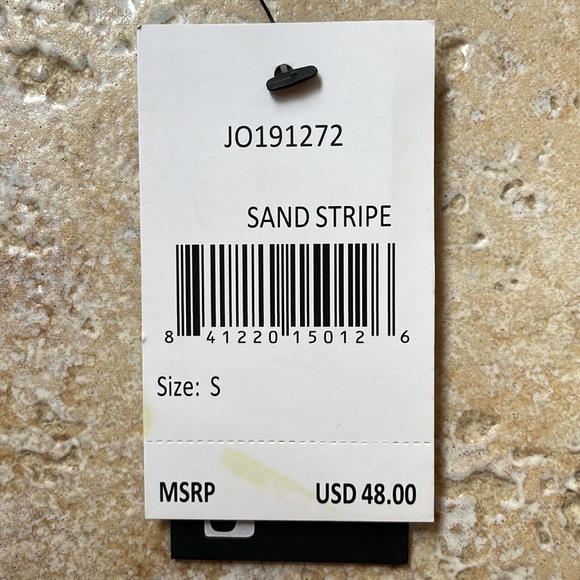 JO191272
SAND STRIPE
8 41220 15012 6
Size: S
MSRP USD 48.00